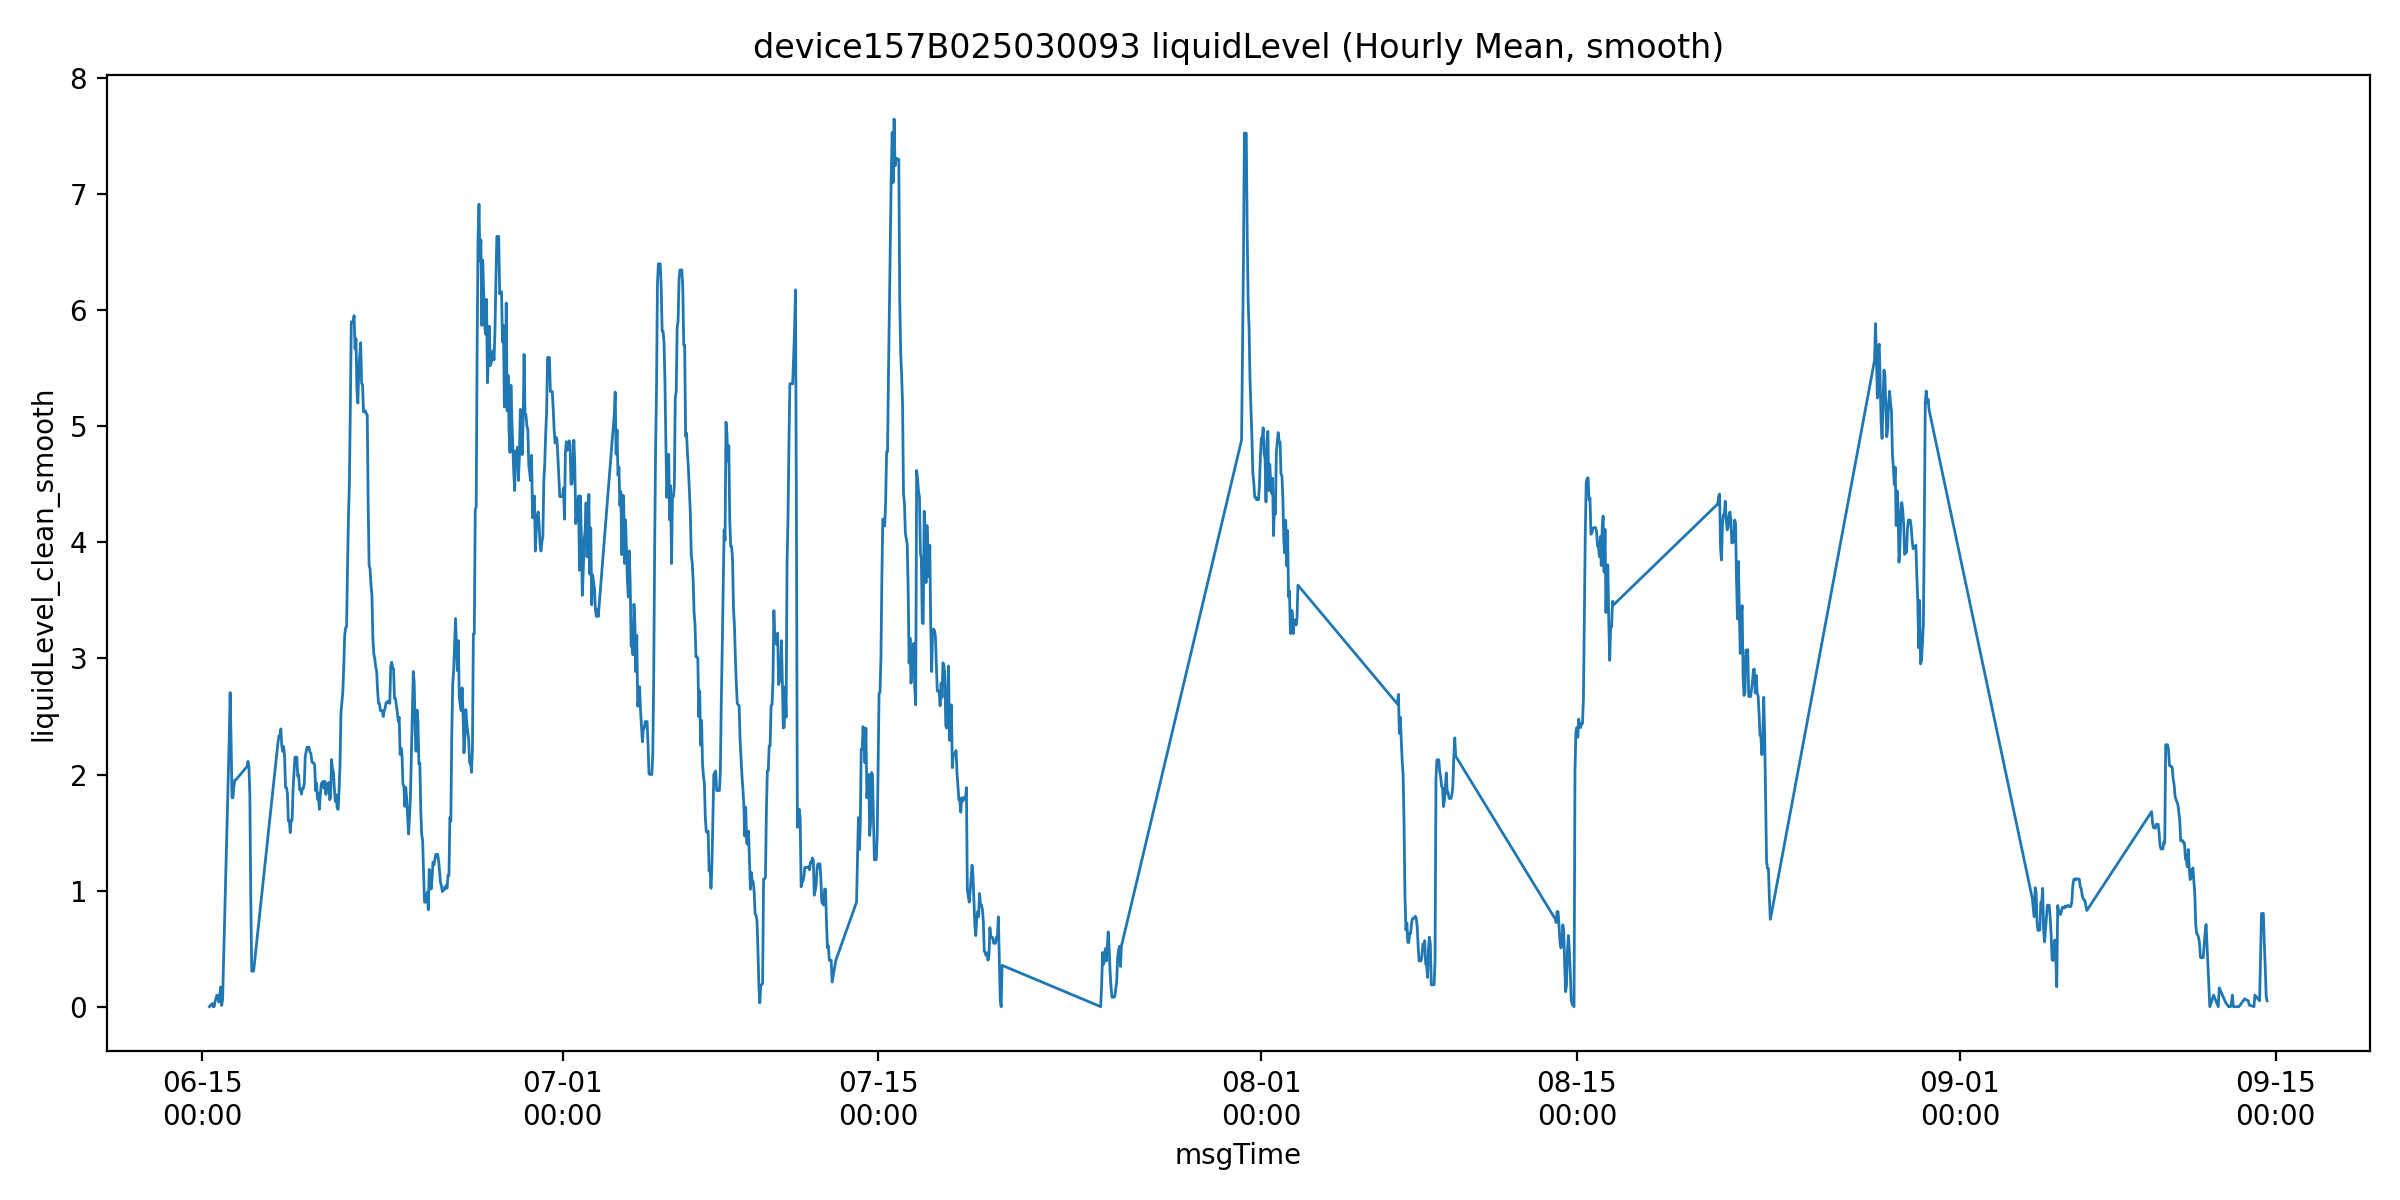 device157B025030093 liquidLevel (Hourly Mean, smooth)
liquidLevel_clean_smooth
8
7
6
5
4
3
2
1
0
06-15 07-01 07-15 08-01 08-15 09-01 09-15
00:00 00:00 00:00 00:00 00:00 00:00 00:00
msgTime